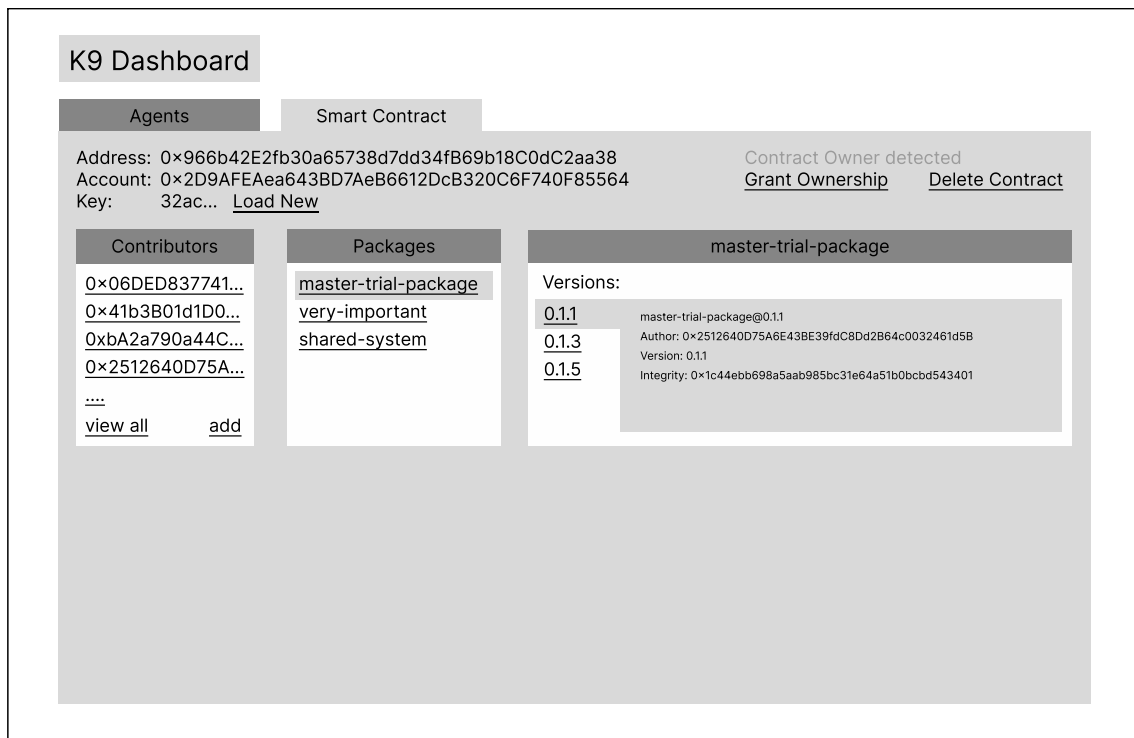 K9 Dashboard
Agents
Smart Contract
Address: 0×966b42E2fb30a65738d7dd34fB69b18C0dC2aa38
Account: 0×2D9AFEAea643BD7AeB6612DcB320C6F740F85564
Key: 32ac... Load New
Contract Owner detected
Grant Ownership Delete Contract
Contributors
0×06DED837741...
0×41b3B01d1D0...
0xbA2a790a44C...
0×2512640D75A...
....
view all add
Packages
master-trial-package
very-important
shared-system
master-trial-package
Versions:
0.1.1
0.1.3
0.1.5
master-trial-package@0.1.1
Author: 0×2512640D75A6E43BE39fdC8Dd2B64c0032461d5B
Version: 0.1.1
Integrity: 0×1c44ebb698a5aab985bc31e64a51b0bcbd543401